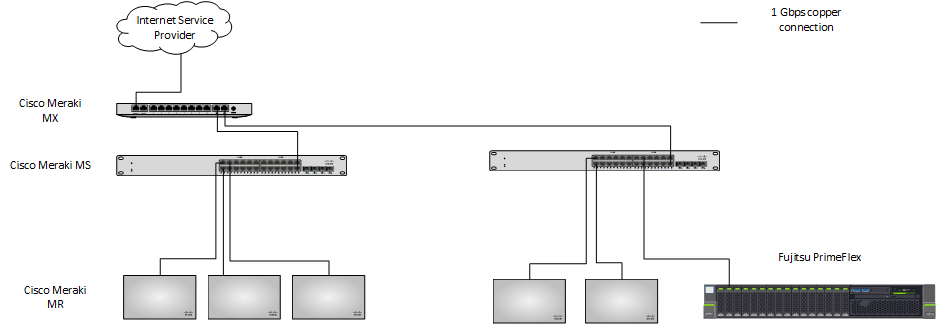 Internet Service
Provider
1 Gbps copper
connection
Cisco Meraki
MX
Cisco Meraki MS
Fujitsu PrimeFlex
Cisco Meraki
MR